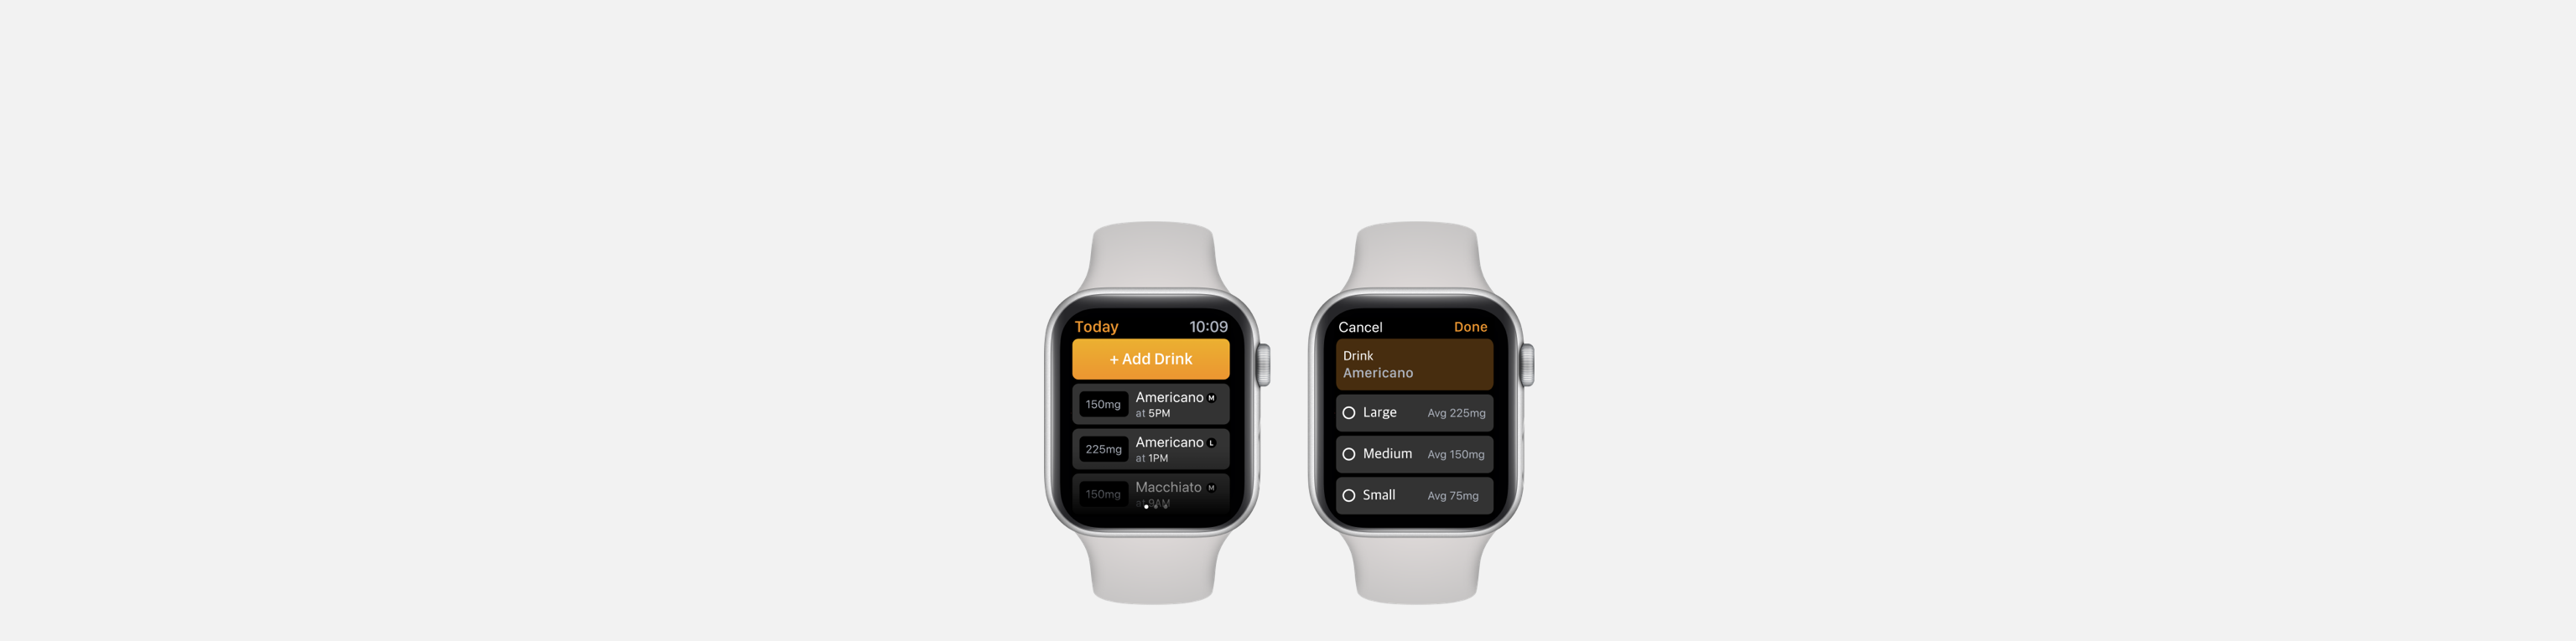 Today 10:09
+ Add Drink
150mg Americano M
at 5PM
225mg Americano L
at 1PM
150mg Macchiato M
at 9AM
Cancel Done
Drink
Americano
Large Avg 225mg
Medium Avg 150mg
Small Avg 75mg